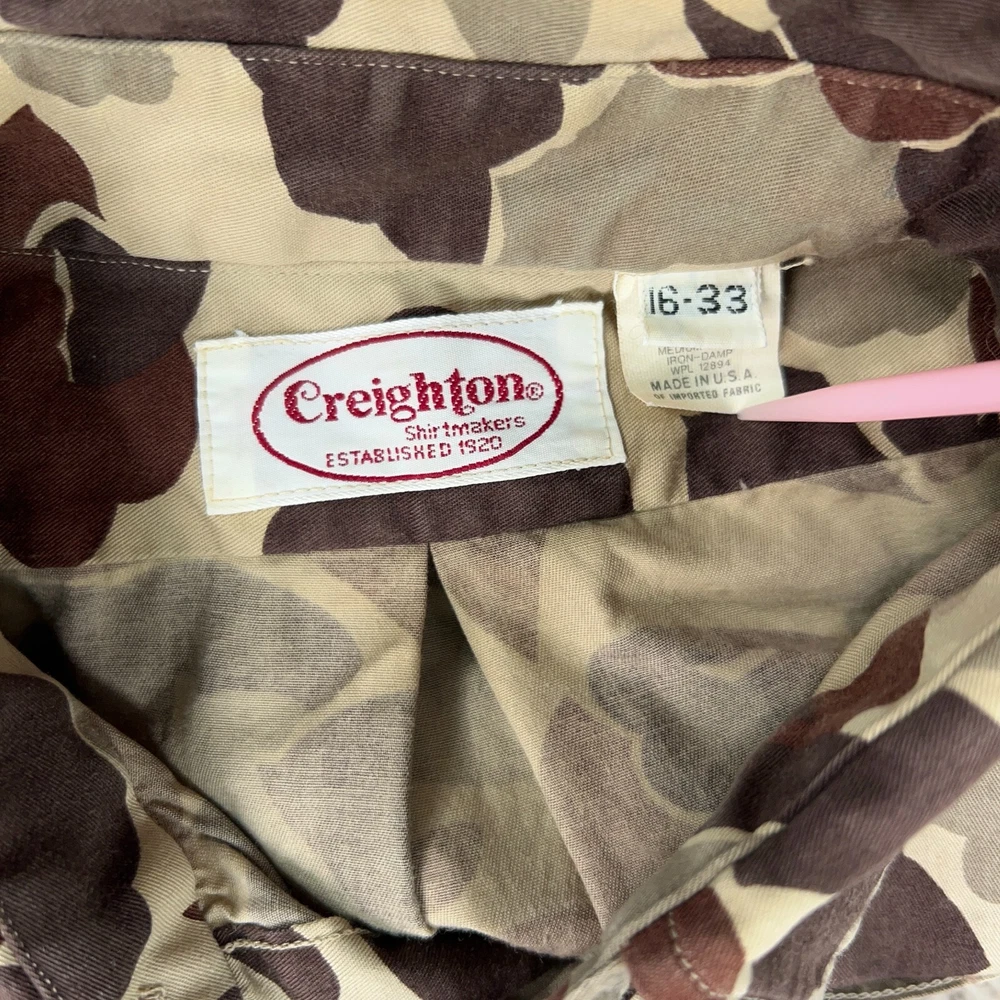 Creighton®
Shirtmakers
ESTABLISHED 1920
16-33
MEDIUM
IRON-DAMP
WPL 12894
MADE IN U.S.A.
OF IMPORTED FABRIC